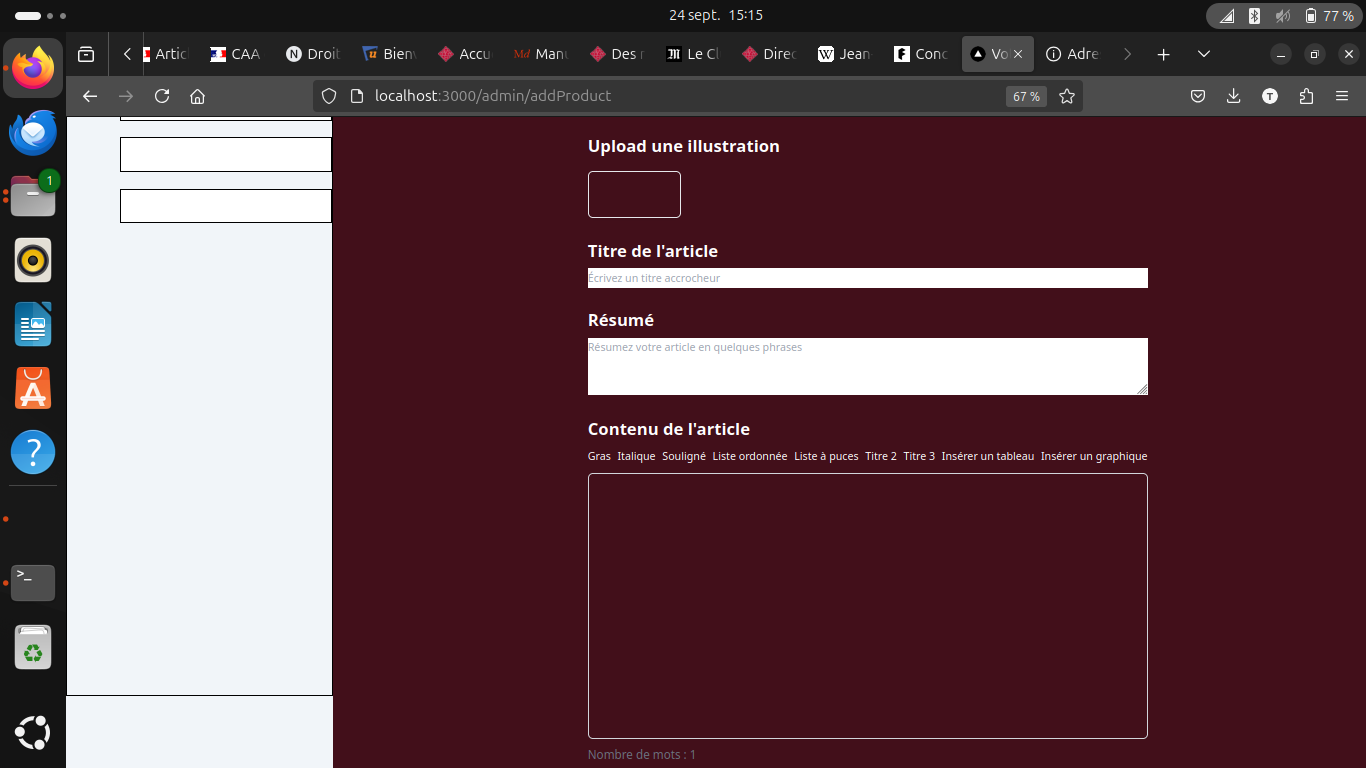 24 sept. 15:15
77 %
Artic
CAA
N Droit
Bien
Accu
Md Manu
Des r
Le Cl
Direc
W Jean
F Conc
Vo
Adre
localhost:3000/admin/addProduct
67 %
T
1
Upload une illustration
Titre de l'article
Écrivez un titre accrocheur
Résumé
Résumez votre article en quelques phrases
Contenu de l'article
Gras Italique Souligné Liste ordonnée Liste à puces Titre 2 Titre 3 Insérer un tableau Insérer un graphique
Nombre de mots : 1